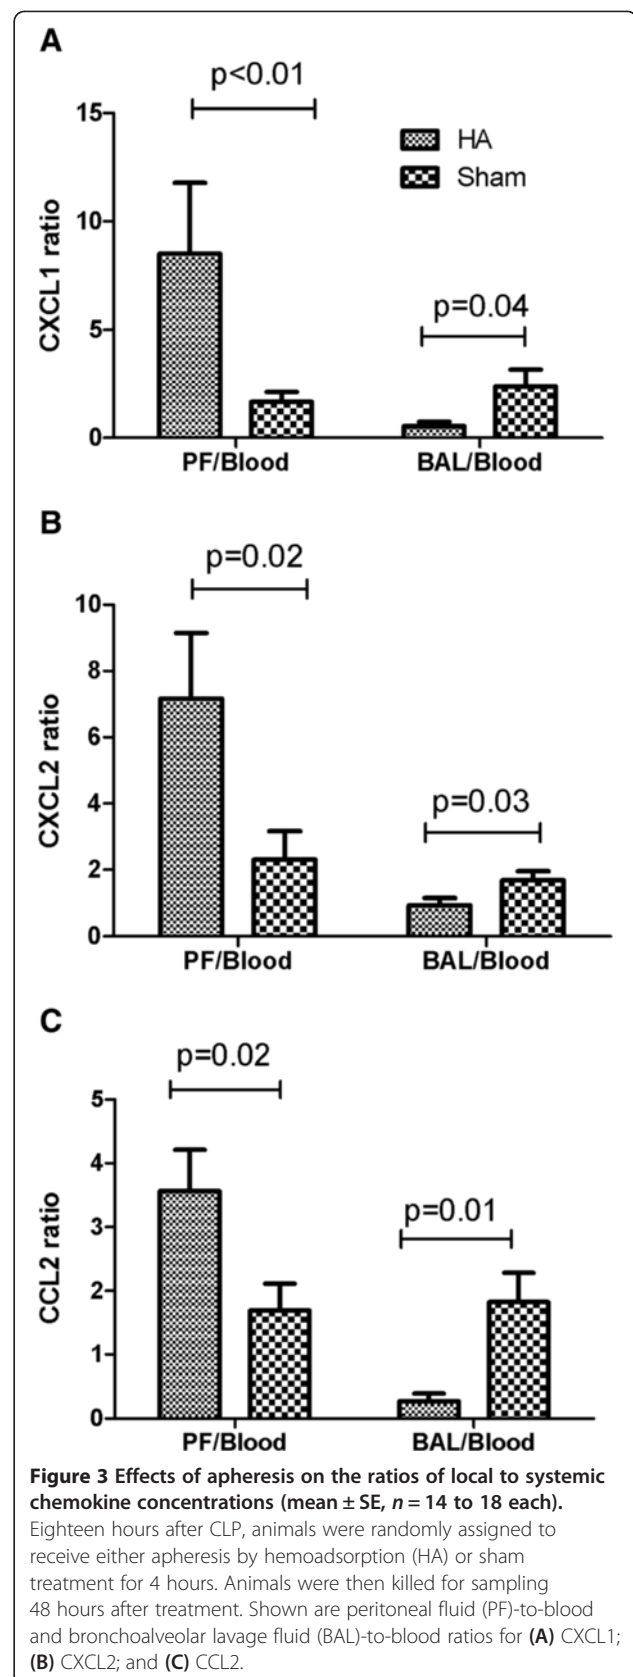 A
p<0.01
15
HA
Sham
10
CXCL1 ratio
p=0.04
5
0
PF/Blood BAL/Blood
B
p=0.02
10
8
CXCL2 ratio
6
p=0.03
4
2
0
PF/Blood BAL/Blood
C
p=0.02
5
4
CCL2 ratio
p=0.01
3
2
1
0
PF/Blood BAL/Blood
Figure 3 Effects of apheresis on the ratios of local to systemic
chemokine concentrations (mean ± SE, n = 14 to 18 each).
Eighteen hours after CLP, animals were randomly assigned to
receive either apheresis by hemoadsorption (HA) or sham
treatment for 4 hours. Animals were then killed for sampling
48 hours after treatment. Shown are peritoneal fluid (PF)-to-blood
and bronchoalveolar lavage fluid (BAL)-to-blood ratios for (A) CXCL1;
(B) CXCL2; and (C) CCL2.